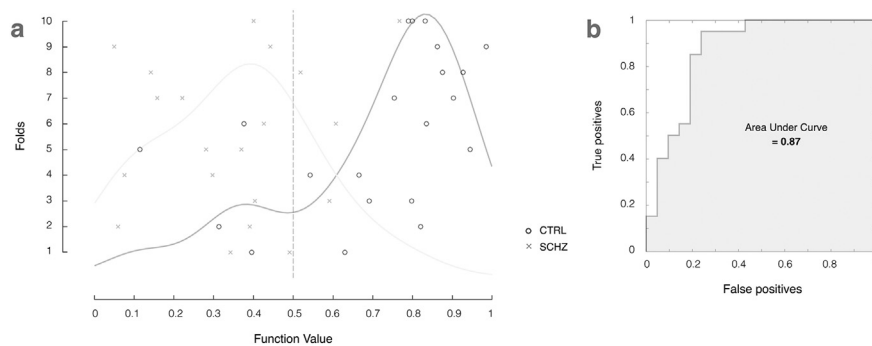 a
10
9
8
7
6
5
4
3
2
1
Folds
0 0.1 0.2 0.3 0.4 0.5 0.6 0.7 0.8 0.9 1
Function Value
CTRL
SCHZ
b
1
0.8
0.6
0.4
0.2
0
True positives
Area Under Curve
= 0.87
0 0.2 0.4 0.6 0.8
False positives